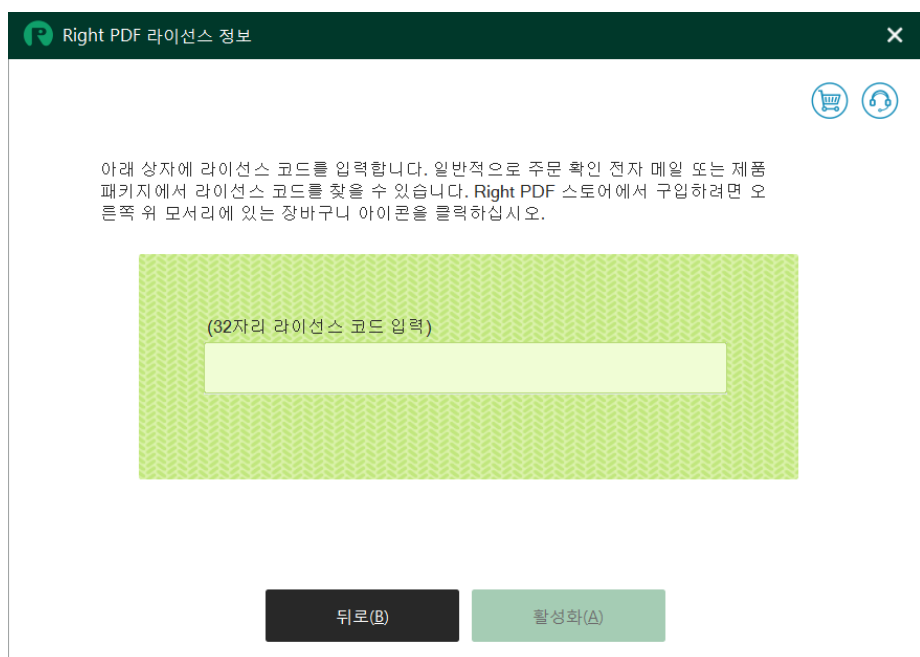 Right PDF 라이선스 정보
아래 상자에 라이선스 코드를 입력합니다. 일반적으로 주문 확인 전자 메일 또는 제품
패키지에서 라이선스 코드를 찾을 수 있습니다. Right PDF 스토어에서 구입하려면 오
른쪽 위 모서리에 있는 장바구니 아이콘을 클릭하십시오.
(32자리 라이선스 코드 입력)
뒤로(B)
활성화(A)